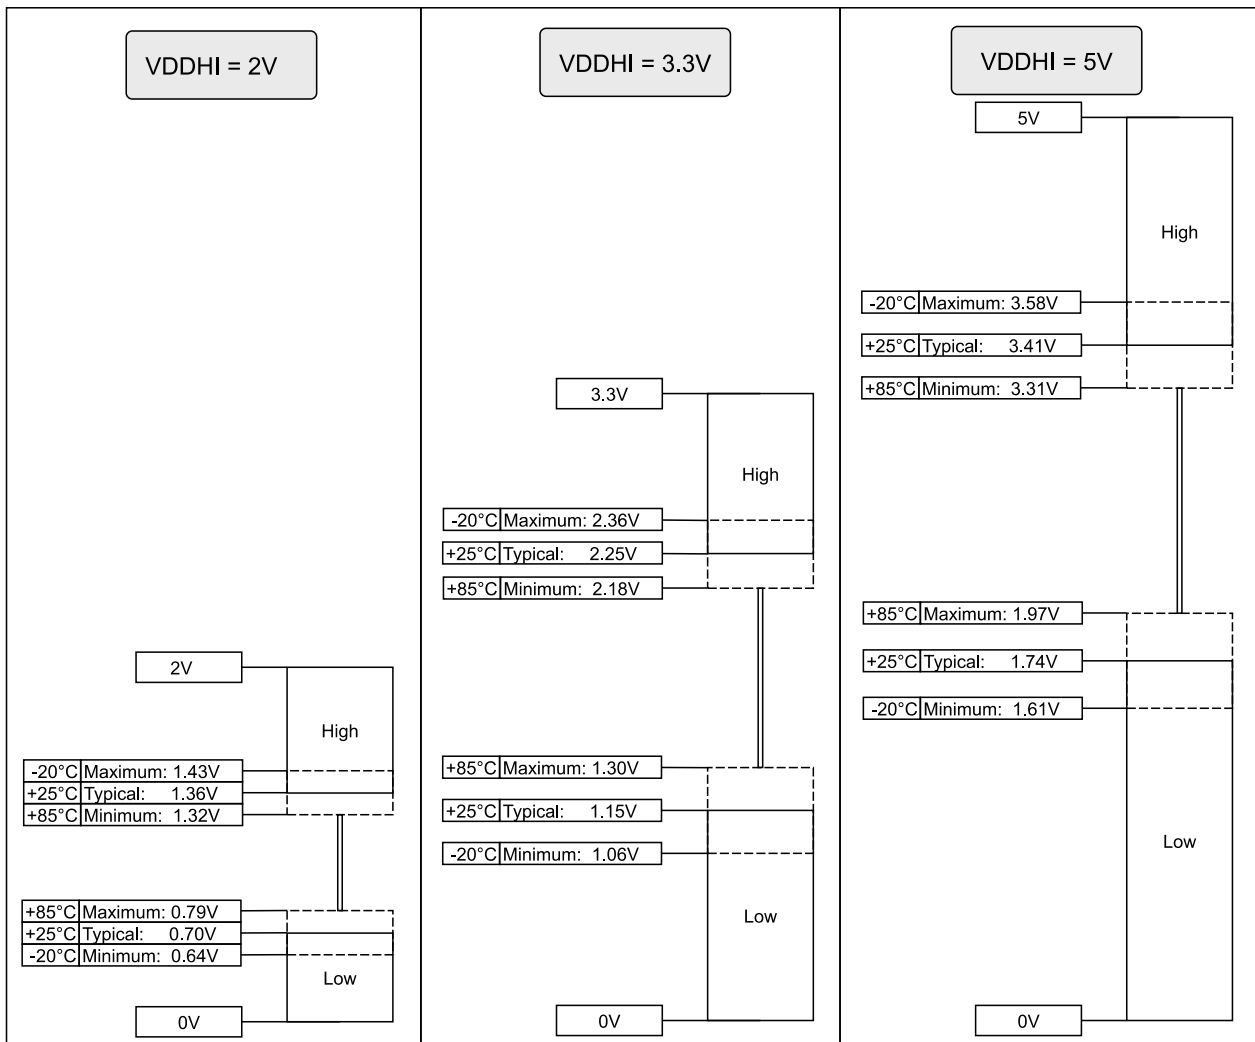 VDDHI = 2V
2V
High
-20°C Maximum: 1.43V
+25°C Typical: 1.36V
+85°C Minimum: 1.32V
+85°C Maximum: 0.79V
+25°C Typical: 0.70V
-20°C Minimum: 0.64V
Low
0V
VDDHI = 3.3V
3.3V
High
-20°C Maximum: 2.36V
+25°C Typical: 2.25V
+85°C Minimum: 2.18V
+85°C Maximum: 1.30V
+25°C Typical: 1.15V
-20°C Minimum: 1.06V
Low
0V
VDDHI = 5V
5V
High
-20°C Maximum: 3.58V
+25°C Typical: 3.41V
+85°C Minimum: 3.31V
+85°C Maximum: 1.97V
+25°C Typical: 1.74V
-20°C Minimum: 1.61V
Low
0V